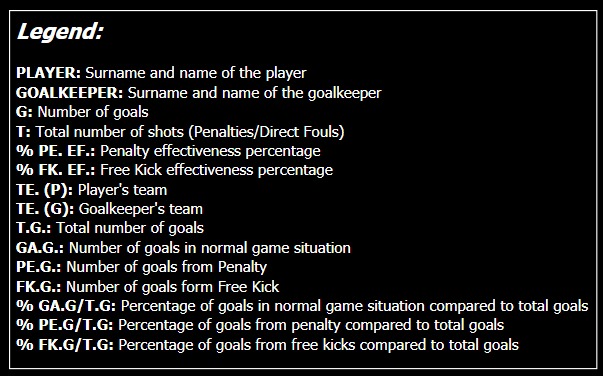 Legend:
PLAYER: Surname and name of the player
GOALKEEPER: Surname and name of the goalkeeper
G: Number of goals
T: Total number of shots (Penalties/Direct Fouls)
% PE. EF.: Penalty effectiveness percentage
% FK. EF.: Free Kick effectiveness percentage
TE. (P): Player's team
TE. (G): Goalkeeper's team
T.G.: Total number of goals
GA.G.: Number of goals in normal game situation
PE.G.: Number of goals from Penalty
FK.G.: Number of goals form Free Kick
% GA.G/T.G: Percentage of goals in normal game situation compared to total goals
% PE.G/T.G: Percentage of goals from penalty compared to total goals
% FK.G/T.G: Percentage of goals from free kicks compared to total goals